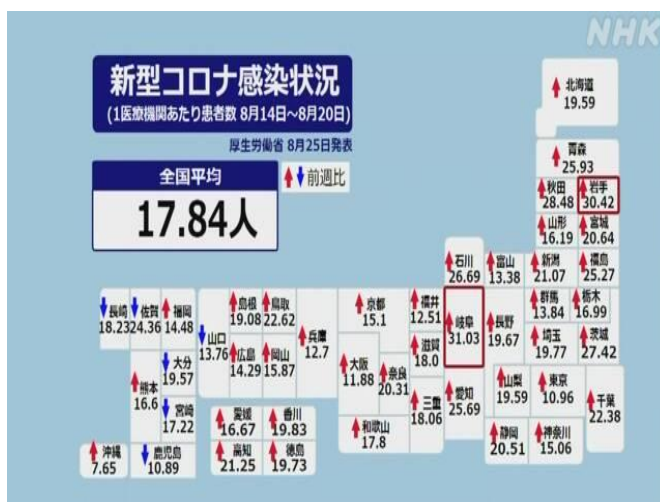 NHK
新型コロナ感染状況
(1医療機関あたり患者数 8月14日~8月20日)
厚生労働省 8月25日発表
全国平均
前週比
17.84人
北海道
19.59
青森
25.93
秋田
28.48
岩手
30.42
山形
16.19
宮城
20.64
石川
26.69
富山
13.38
新潟
21.07
福島
25.27
長崎
18.23
佐賀
24.36
福岡
14.48
山口
13.76
島根
19.08
鳥取
22.62
広島
14.29
岡山
15.87
兵庫
12.7
京都
15.1
福井
12.51
滋賀
18.0
大阪
11.88
奈良
20.31
和歌山
17.8
三重
18.06
岐阜
31.03
愛知
25.69
長野
19.67
群馬
13.84
栃木
16.99
埼玉
19.77
茨城
27.42
山梨
19.59
東京
10.96
千葉
22.38
静岡
20.51
神奈川
15.06
大分
19.57
熊本
16.6
宮崎
17.22
鹿児島
10.89
沖縄
7.65
愛媛
16.67
香川
19.83
高知
21.25
徳島
19.73